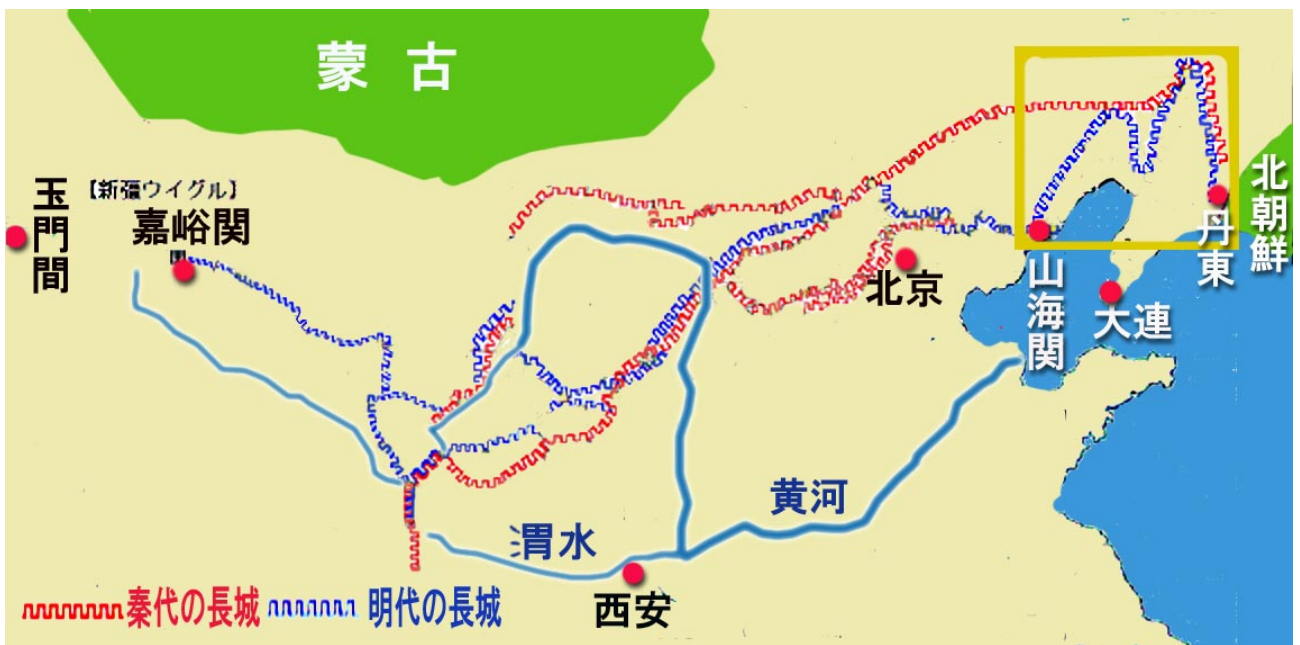 蒙古
玉門間
【新彊ウイグル】
嘉峪関
北京
山海関
大連
丹東
北朝鮮
黄河
渭水
西安
秦代の長城
明代の長城